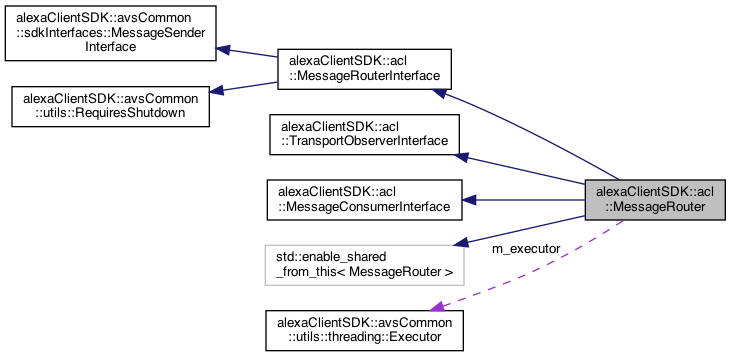 alexaClientSDK::avsCommon
::sdkInterfaces::MessageSender
Interface
alexaClientSDK::avsCommon
::utils::RequiresShutdown
alexaClientSDK::acl
::MessageRouterInterface
alexaClientSDK::acl
::TransportObserverInterface
alexaClientSDK::acl
::MessageConsumerInterface
std::enable_shared
_from_this< MessageRouter >
alexaClientSDK::avsCommon
::utils::threading::Executor
m_executor
alexaClientSDK::acl
::MessageRouter